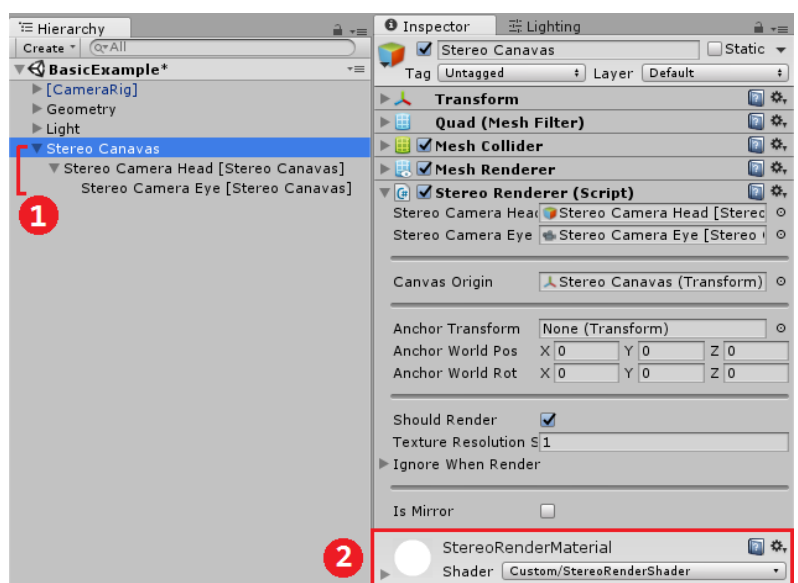 Hierarchy
Create All
BasicExample*
[CameraRig]
Geometry
Light
Stereo Canavas
Stereo Camera Head [Stereo Canavas]
Stereo Camera Eye [Stereo Canavas]
1
Inspector Lighting
Stereo Canavas Static
Tag Untagged Layer Default
Transform
Quad (Mesh Filter)
Mesh Collider
Mesh Renderer
Stereo Renderer (Script)
Stereo Camera Head Stereo Camera Head [Stereo
Stereo Camera Eye Stereo Camera Eye [Stereo
Canvas Origin Stereo Canavas (Transform)
Anchor Transform None (Transform)
Anchor World Pos X 0 Y 0 Z 0
Anchor World Rot X 0 Y 0 Z 0
Should Render
Texture Resolution S 1
Ignore When Render
Is Mirror
2
StereoRenderMaterial
Shader Custom/StereoRenderShader